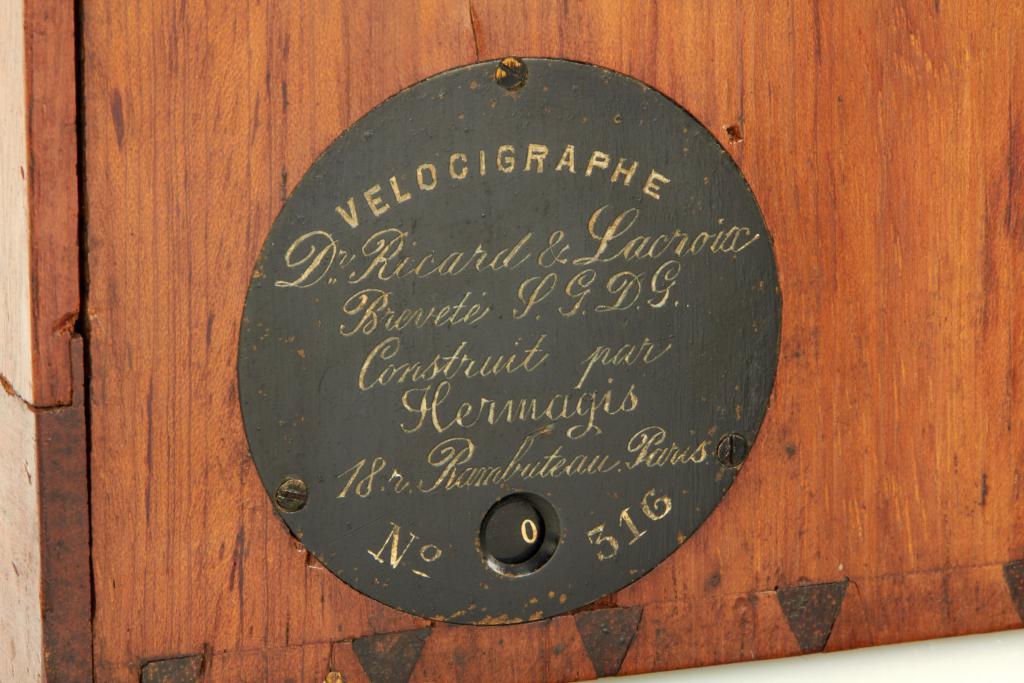 VELOCIGRAPHE
Dr. Ricard & Lacroix
Breveté S.G.D.G.
Construit par
Hermagis
18. r. Rambuteau. Paris.
No 0 316